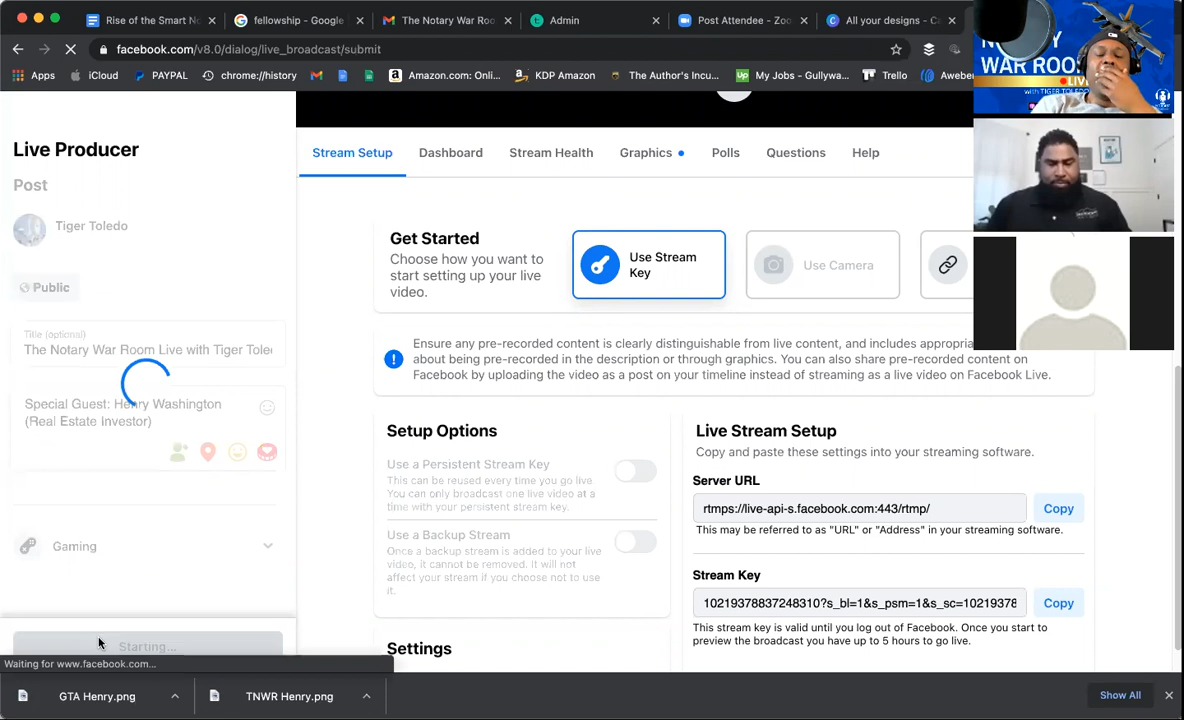 Rise of the Smart N
fellowship - Google
The Notary War Roo
Admin
Post Attendee - Zoo
All your designs - Ca
facebook.com/v8.0/dialog/live_broadcast/submit
Apps
iCloud
PAYPAL
chrome://history
Amazon.com: Onl...
KDP Amazon
The Author's Incu...
Up My Jobs - Gullywa...
Trello
Aweber
WAR ROO
LIVE
with TIGER TOLEDO
Live Producer
Post
Tiger Toledo
Public
Title (optional)
The Notary War Room Live with Tiger Tole
Special Guest: Henry Washington
(Real Estate Investor)
Gaming
Starting...
Waiting for www.facebook.com...
Stream Setup
Dashboard
Stream Health
Graphics
Polls
Questions
Help
Get Started
Choose how you want to
start setting up your live
video.
Use Stream
Key
Use Camera
Ensure any pre-recorded content is clearly distinguishable from live content, and includes appropria
about being pre-recorded in the description or through graphics. You can also share pre-recorded content on
Facebook by uploading the video as a post on your timeline instead of streaming as a live video on Facebook Live.
Setup Options
Use a Persistent Stream Key
This can be reused every time you go live.
You can only broadcast one live video at a
time with your persistent stream key.
Use a Backup Stream
Once a backup stream is added to your live
video, it cannot be removed. It will not
affect your stream if you choose not to use
it.
Settings
Live Stream Setup
Copy and paste these settings into your streaming software.
Server URL
rtmps://live-api-s.facebook.com:443/rtmp/
Copy
This may be referred to as "URL" or "Address" in your streaming software.
Stream Key
10219378837248310?s_bl=1&s_psm=1&s_sc=10219378
Copy
This stream key is valid until you log out of Facebook. Once you start to
preview the broadcast you have up to 5 hours to go live.
GTA Henry.png
TNWR Henry.png
Show All